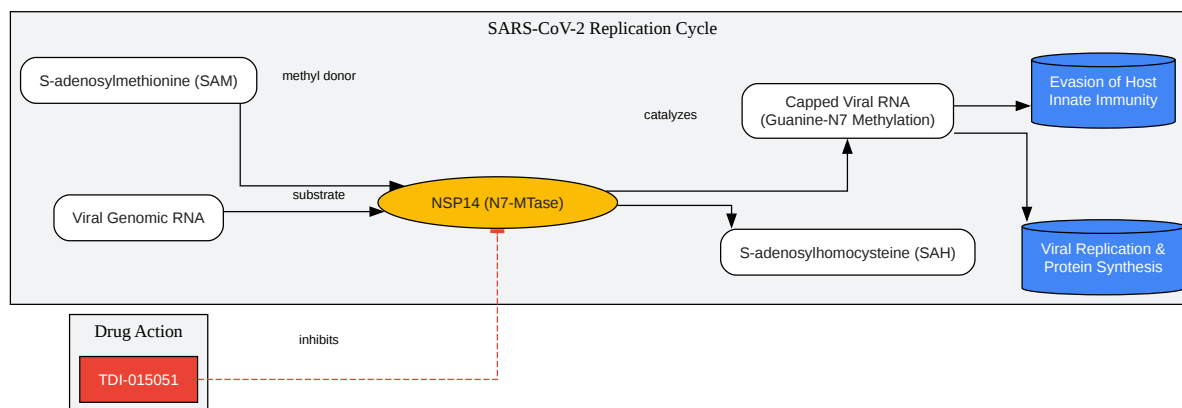 SARS-CoV-2 Replication Cycle
S-adenosylmethionine (SAM)
methyl donor
Evasion of Host
Innate Immunity
Capped Viral RNA
(Guanine-N7 Methylation)
catalyzes
substrate
NSP14 (N7-MTase)
Viral Genomic RNA
S-adenosylhomocysteine (SAH)
Viral Replication &
Protein Synthesis
Drug Action
inhibits
TDI-015051